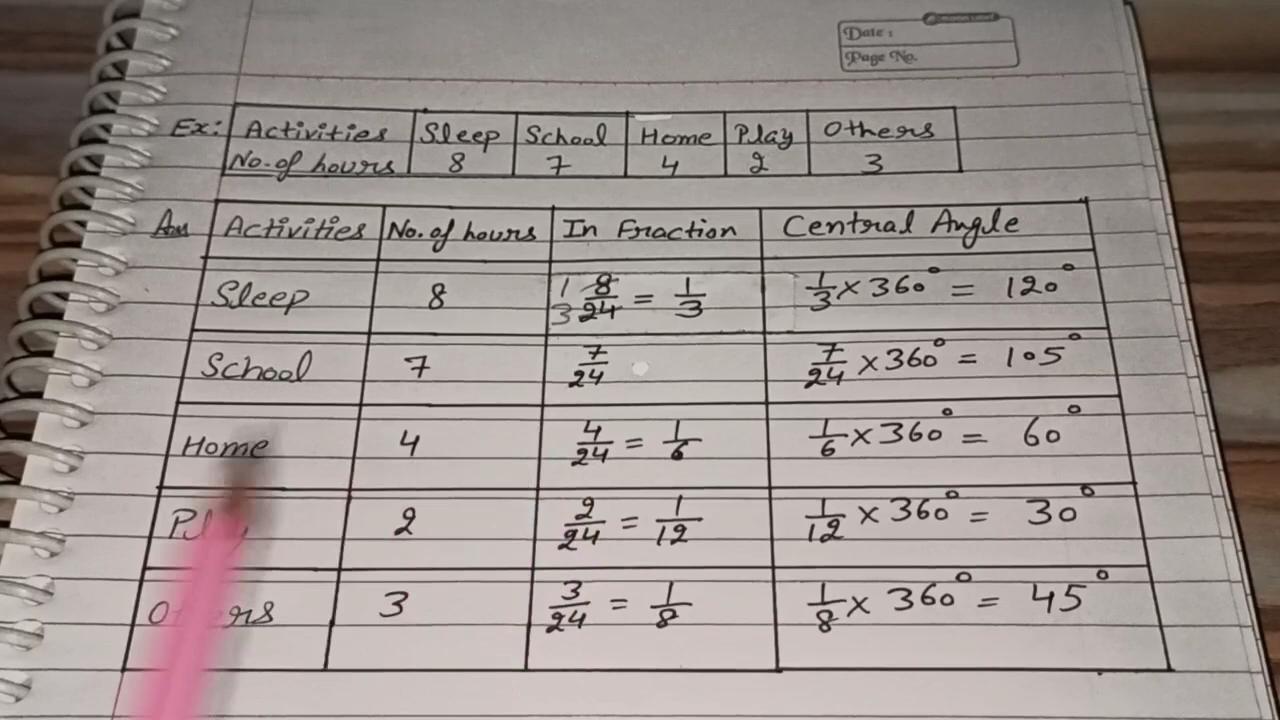 Date :
Page No.
Ex: Activities Sleep School Home Play Others
No. of hours 8 7 4 2 3
Ans Activities No. of hours In Fraction Central Angle
Sleep 8 1 3 8/24 = 1/3 1/3 × 360° = 120°
School 7 7/24 7/24 × 360° = 105°
Home 4 4/24 = 1/6 1/6 × 360° = 60°
Play 2 2/24 = 1/12 1/12 × 360° = 30°
Others 3 3/24 = 1/8 1/8 × 360° = 45°